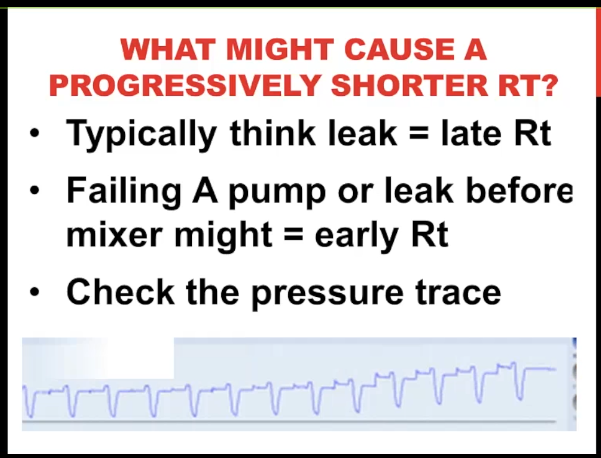 WHAT MIGHT CAUSE A
PROGRESSIVELY SHORTER RT?
• Typically think leak = late Rt
• Failing A pump or leak before
mixer might = early Rt
• Check the pressure trace